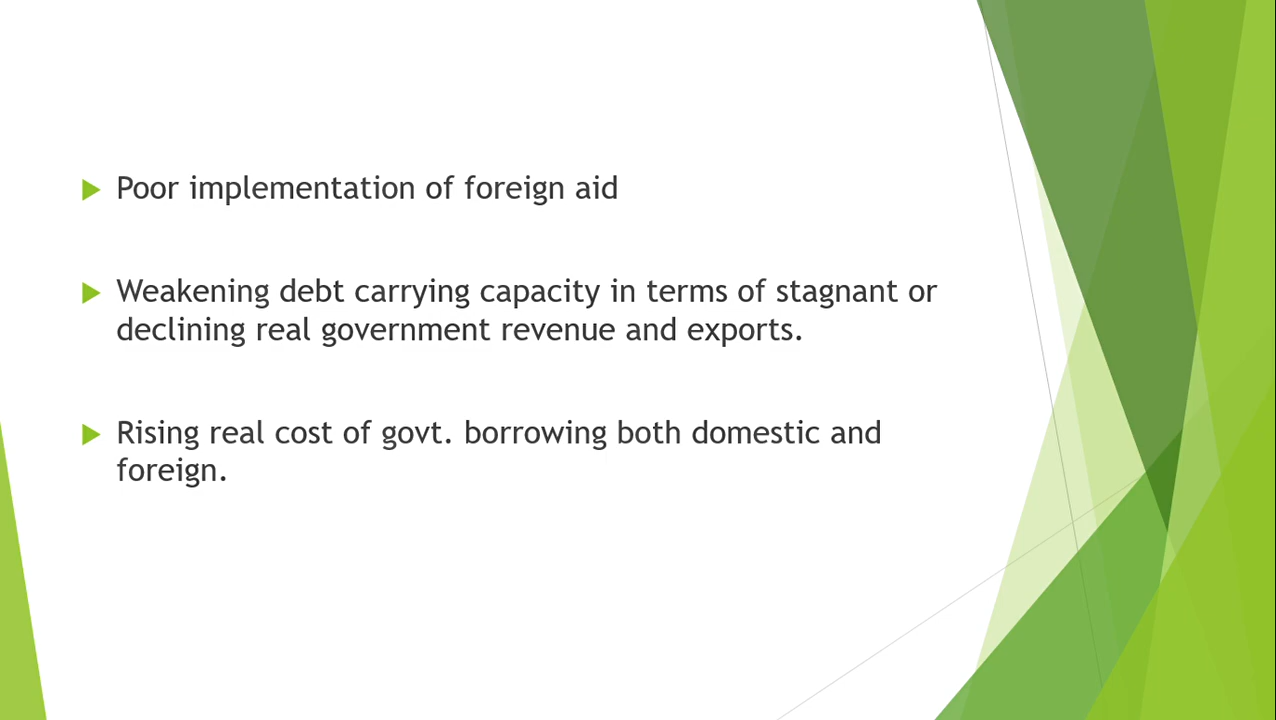 Poor implementation of foreign aid
Weakening debt carrying capacity in terms of stagnant or
declining real government revenue and exports.
Rising real cost of govt. borrowing both domestic and
foreign.